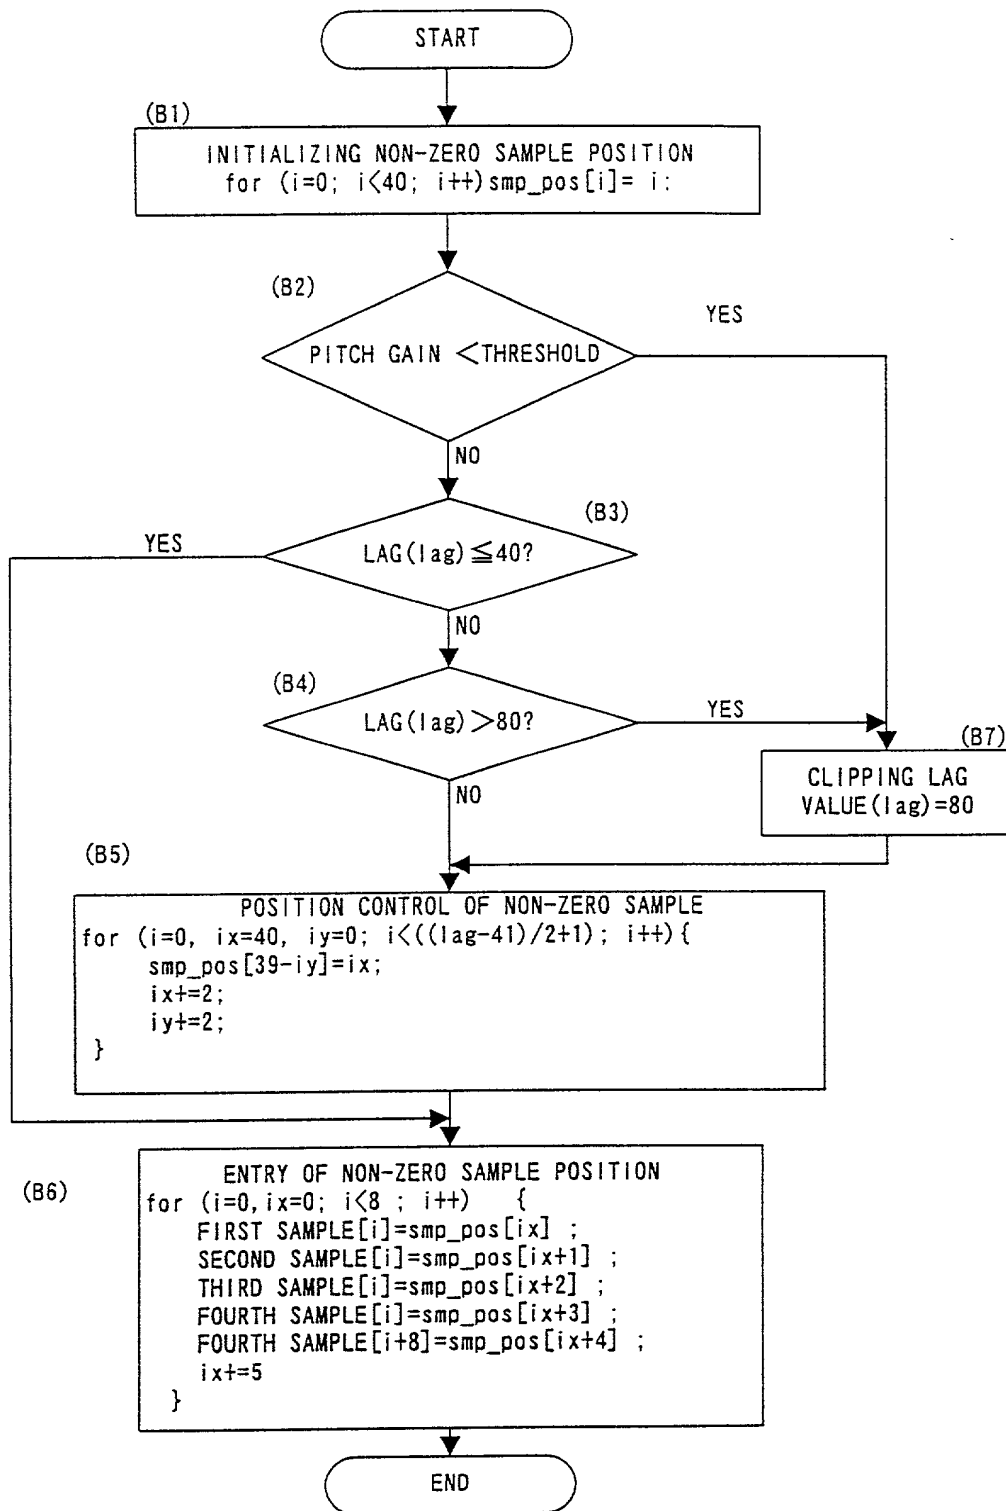 START
(B1)
INITIALIZING NON-ZERO SAMPLE POSITION
for (i=0; i<40; i++)smp_pos[i]= i:
(B2)
YES
PITCH GAIN <THRESHOLD
NO
(B3)
YES
LAG(lag)≦40?
NO
(B4)
LAG(lag)>80?
YES
(B7)
CLIPPING LAG
VALUE(lag)=80
NO
(B5)
POSITION CONTROL OF NON-ZERO SAMPLE
for (i=0, ix=40, iy=0; i<((lag-41)/2+1); i++){
smp_pos[39-iy]=ix;
ix+=2;
iy+=2;
}
(B6)
ENTRY OF NON-ZERO SAMPLE POSITION
for (i=0,ix=0; i<8 ; i++) {
FIRST SAMPLE[i]=smp_pos[ix] ;
SECOND SAMPLE[i]=smp_pos[ix+1] ;
THIRD SAMPLE[i]=smp_pos[ix+2] ;
FOURTH SAMPLE[i]=smp_pos[ix+3] ;
FOURTH SAMPLE[i+8]=smp_pos[ix+4] ;
ix+=5
}
END